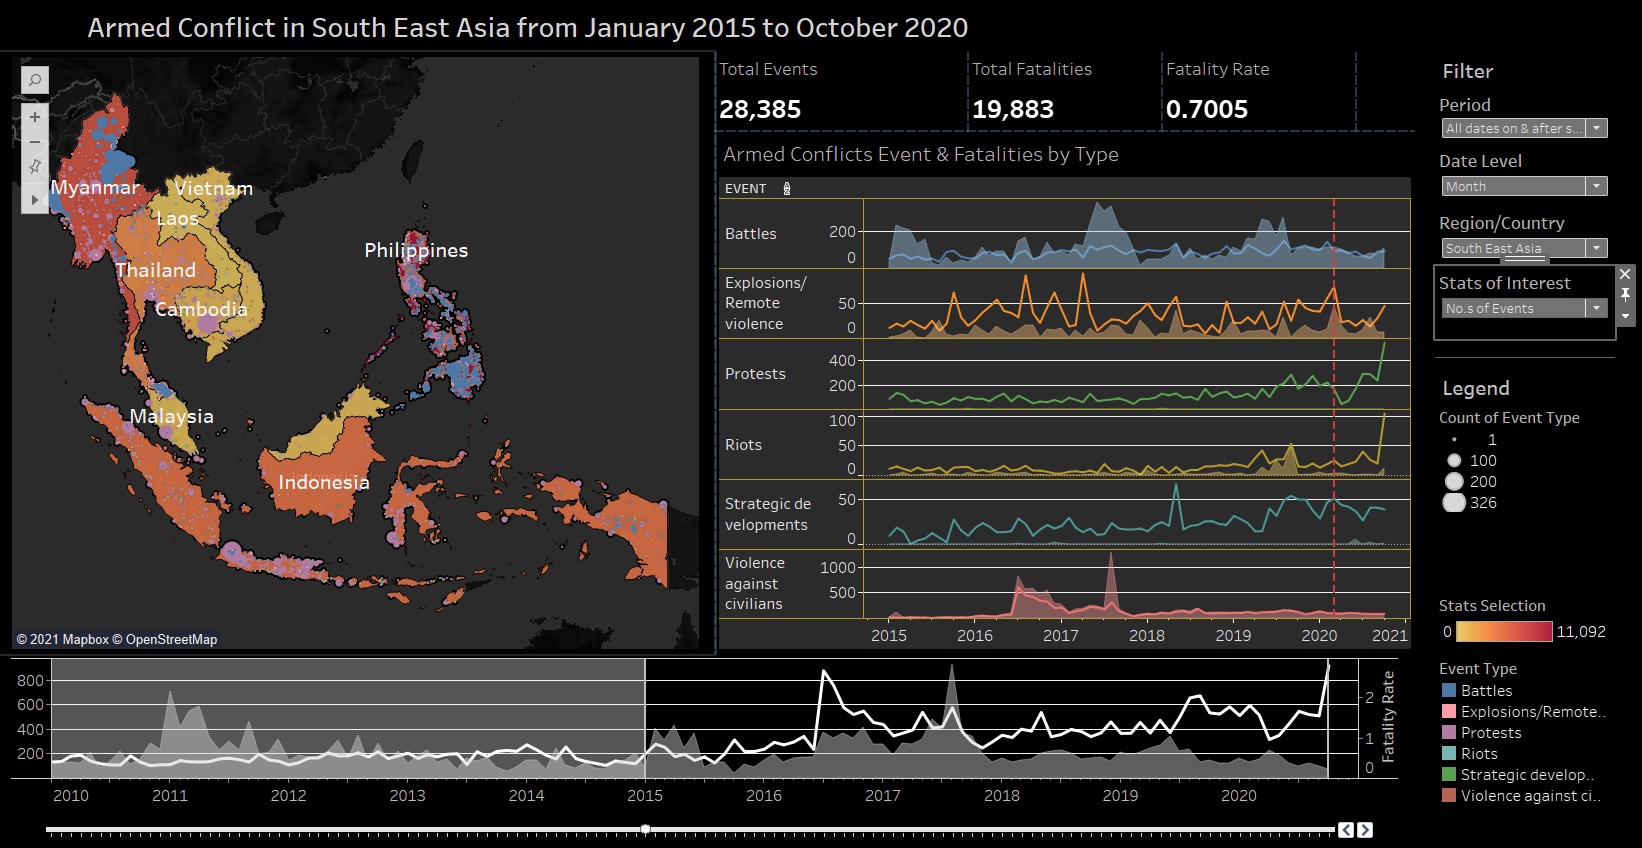 Armed Conflict in South East Asia from January 2015 to October 2020
Myanmar
Vietnam
Laos
Thailand
Cambodia
Philippines
Malaysia
Indonesia
© 2021 Mapbox © OpenStreetMap
Total Events
28,385
Total Fatalities
19,883
Fatality Rate
0.7005
Armed Conflicts Event & Fatalities by Type
EVENT
Battles
200
0
Explosions/
Remote
violence
50
0
Protests
400
200
Riots
100
50
0
Strategic de
velopments
50
0
Violence
against
civilians
1000
500
2015 2016 2017 2018 2019 2020 2021
800
600
400
200
2
1
0
Fatality Rate
2010 2011 2012 2013 2014 2015 2016 2017 2018 2019 2020
Filter
Period
All dates on & after s...
Date Level
Month
Region/Country
South East Asia
Stats of Interest
No.s of Events
Legend
Count of Event Type
1
100
200
326
Stats Selection
0 11,092
Event Type
Battles
Explosions/Remote..
Protests
Riots
Strategic develop..
Violence against ci..